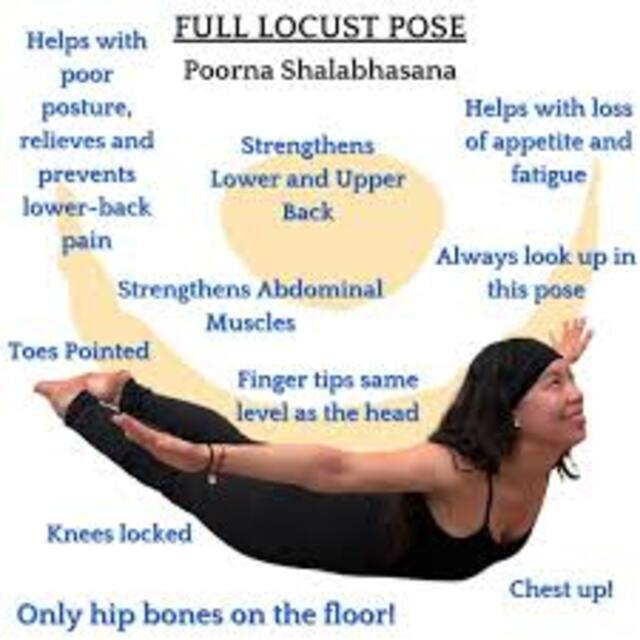 FULL LOCUST POSE
Poorna Shalabhasana
Helps with
poor
posture,
relieves and
prevents
lower-back
pain
Strengthens
Lower and Upper
Back
Helps with loss
of appetite and
fatigue
Always look up in
this pose
Strengthens Abdominal
Muscles
Toes Pointed
Finger tips same
level as the head
Knees locked
Chest up!
Only hip bones on the floor!